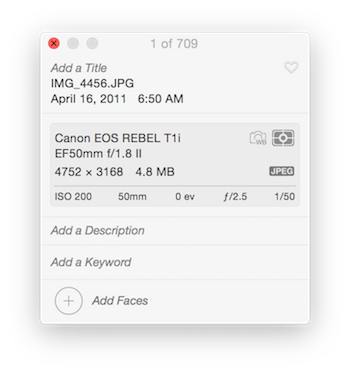 1 of 709
Add a Title
IMG_4456.JPG
April 16, 2011 6:50 AM
Canon EOS REBEL T1i
WB
EF50mm f/1.8 II
4752 × 3168 4.8 MB
JPEG
ISO 200 50mm 0 ev ƒ/2.5 1/50
Add a Description
Add a Keyword
Add Faces